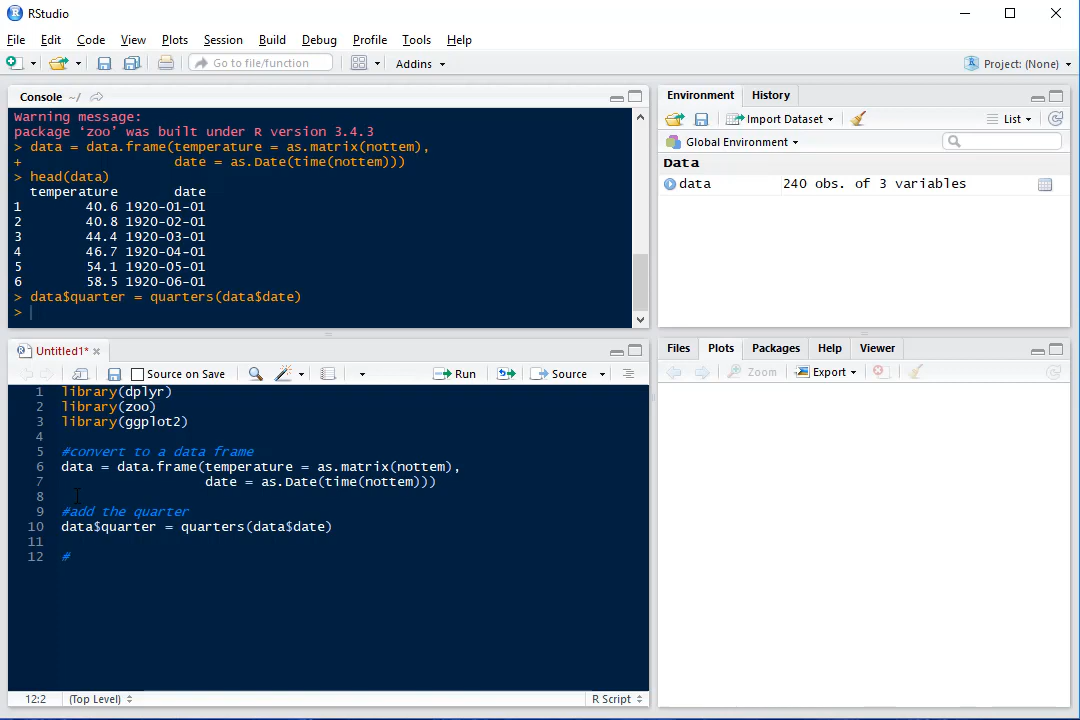 RStudio
File Edit Code View Plots Session Build Debug Profile Tools Help
Go to file/function Addins Project: (None)
Console ~/
Warning message:
package ‘zoo’ was built under R version 3.4.3
> data = data.frame(temperature = as.matrix(nottem),
+                   date = as.Date(time(nottem)))
> head(data)
  temperature       date
1        40.6 1920-01-01
2        40.8 1920-02-01
3        44.4 1920-03-01
4        46.7 1920-04-01
5        54.1 1920-05-01
6        58.5 1920-06-01
> data$quarter = quarters(data$date)
>
Environment History
Import Dataset List
Global Environment
Data
data 240 obs. of 3 variables
Untitled1*
Source on Save Run Source
1 library(dplyr)
2 library(zoo)
3 library(ggplot2)
4
5 #convert to a data frame
6 data = data.frame(temperature = as.matrix(nottem),
7                   date = as.Date(time(nottem)))
8
9 #add the quarter
10 data$quarter = quarters(data$date)
11
12 #
12:2 (Top Level) R Script
Files Plots Packages Help Viewer
Zoom Export